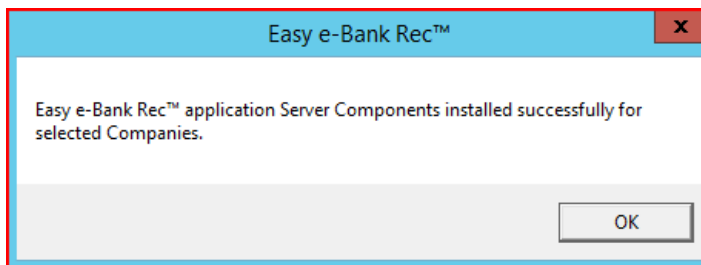 Easy e-Bank Rec™
x
Easy e-Bank Rec™ application Server Components installed successfully for
selected Companies.
OK